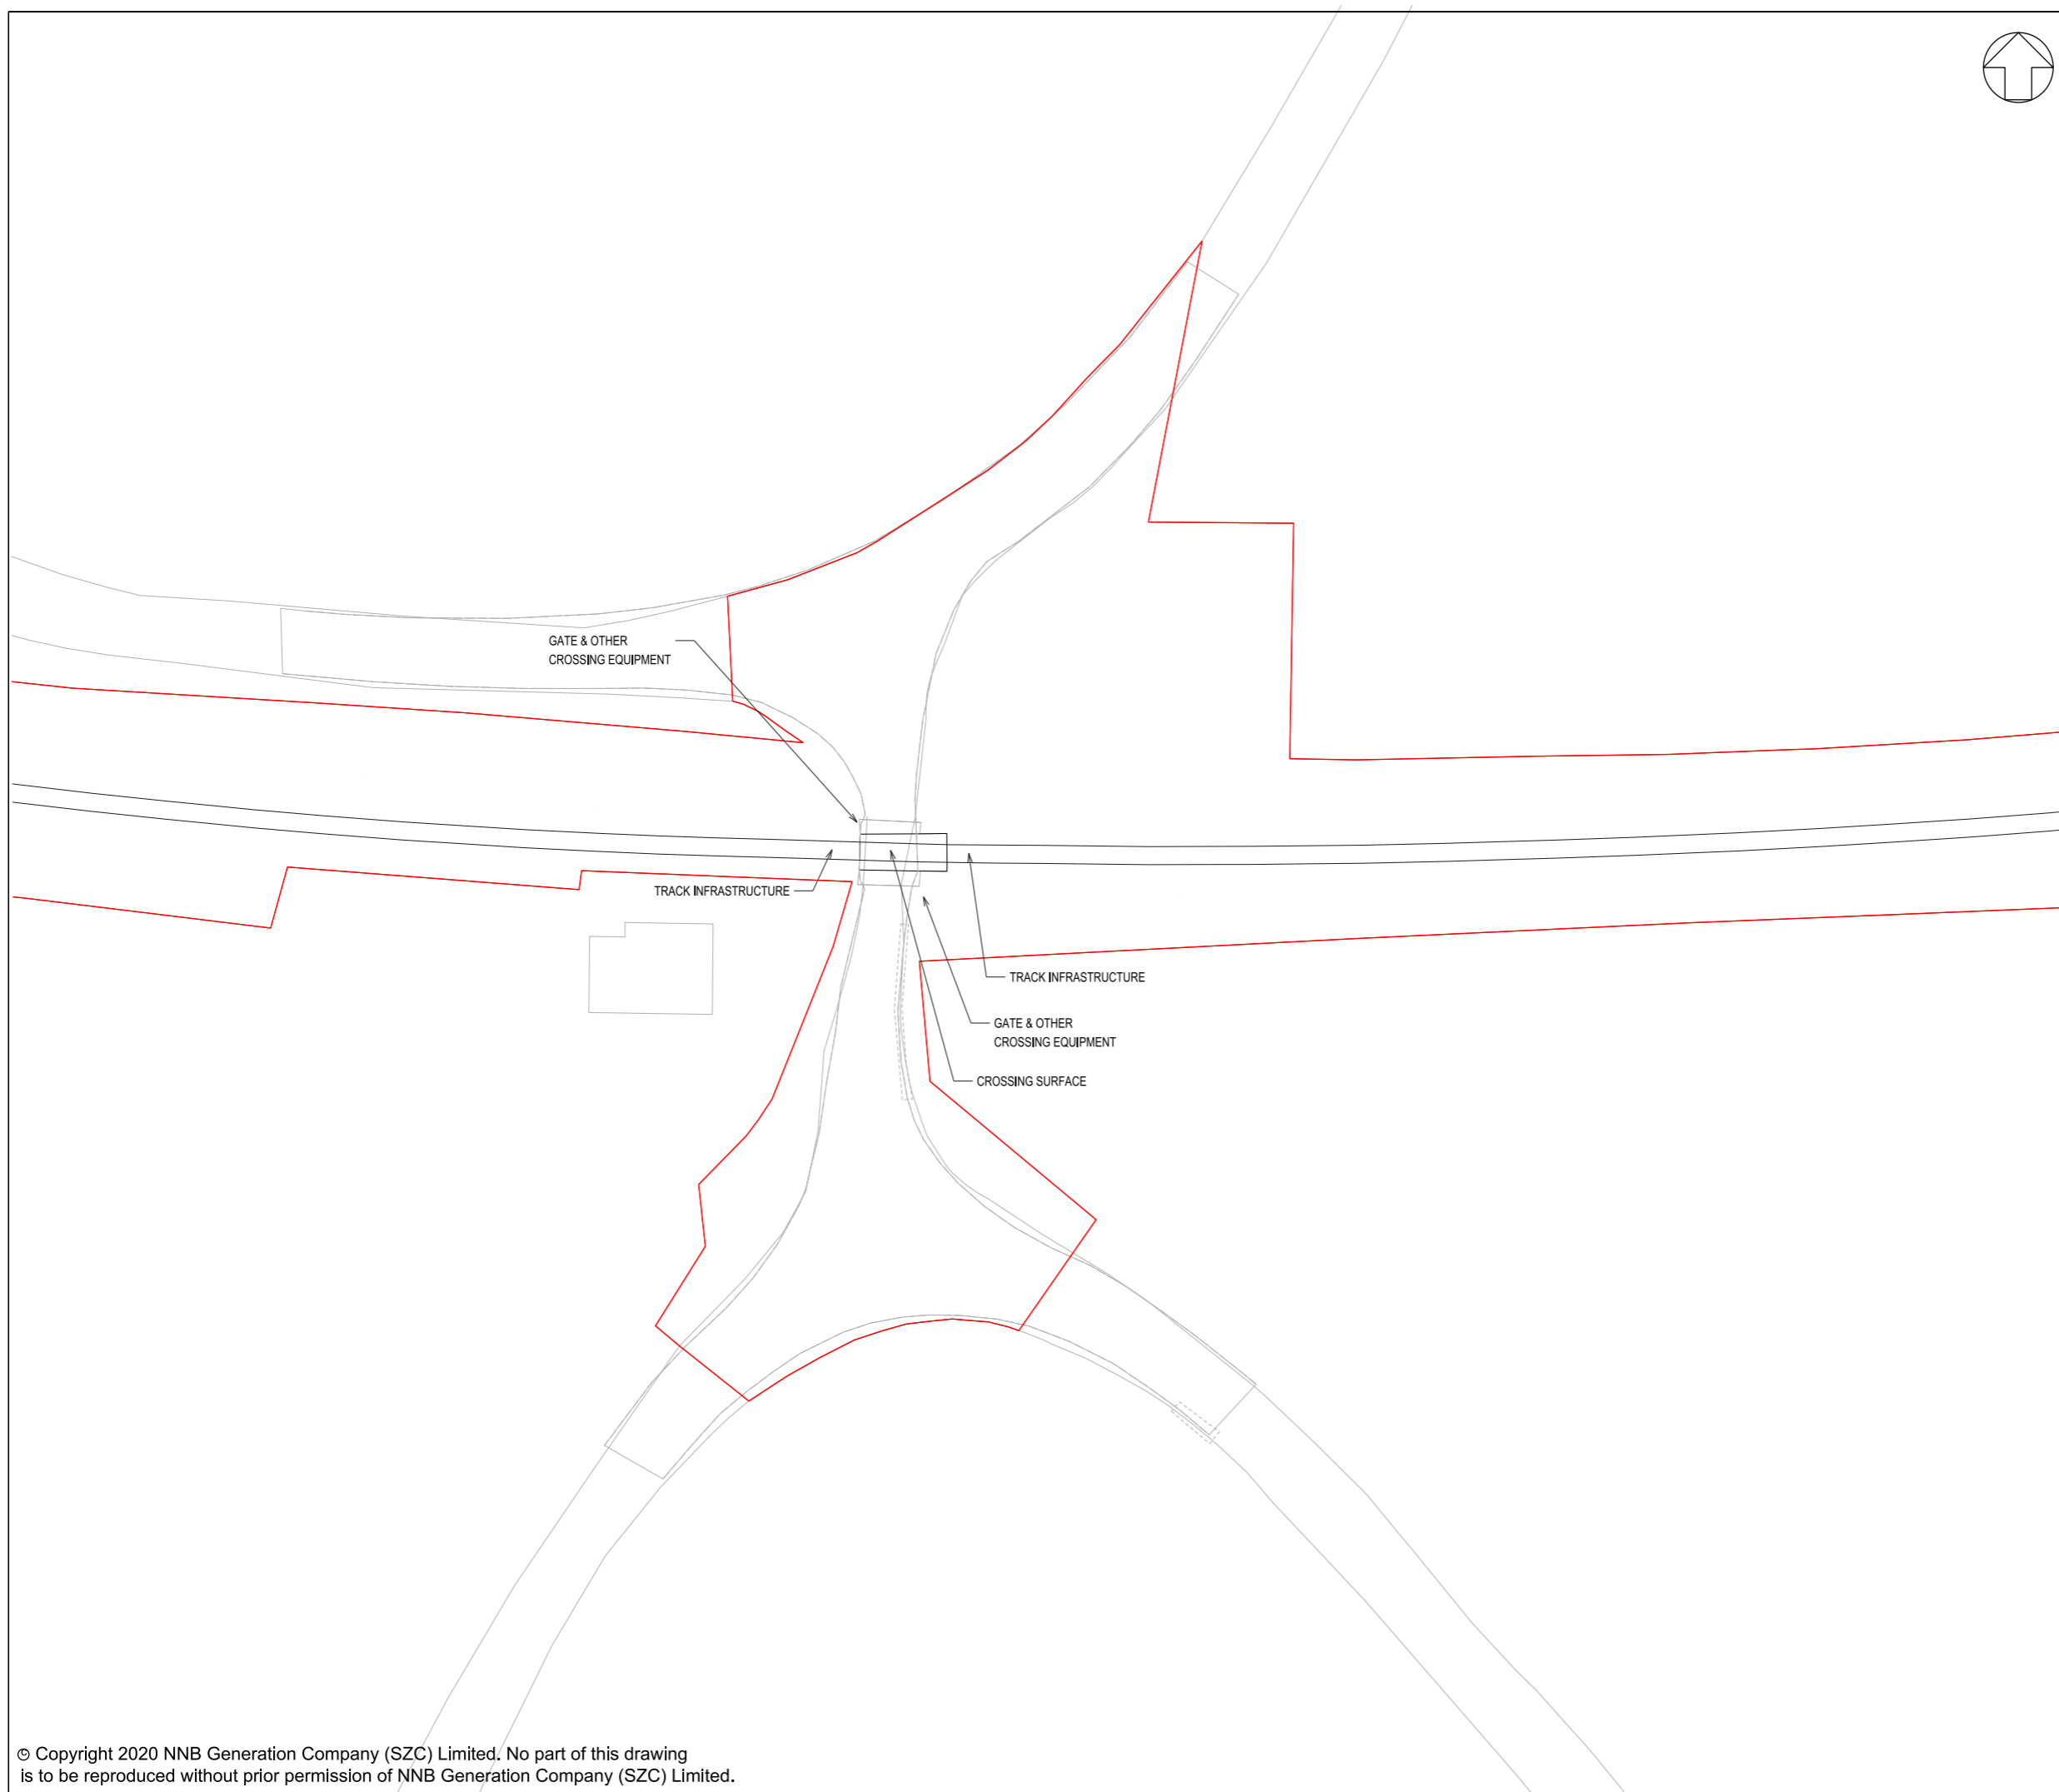 GATE & OTHER
CROSSING EQUIPMENT
TRACK INFRASTRUCTURE
TRACK INFRASTRUCTURE
GATE & OTHER
CROSSING EQUIPMENT
CROSSING SURFACE
© Copyright 2020 NNB Generation Company (SZC) Limited. No part of this drawing
is to be reproduced without prior permission of NNB Generation Company (SZC) Limited.